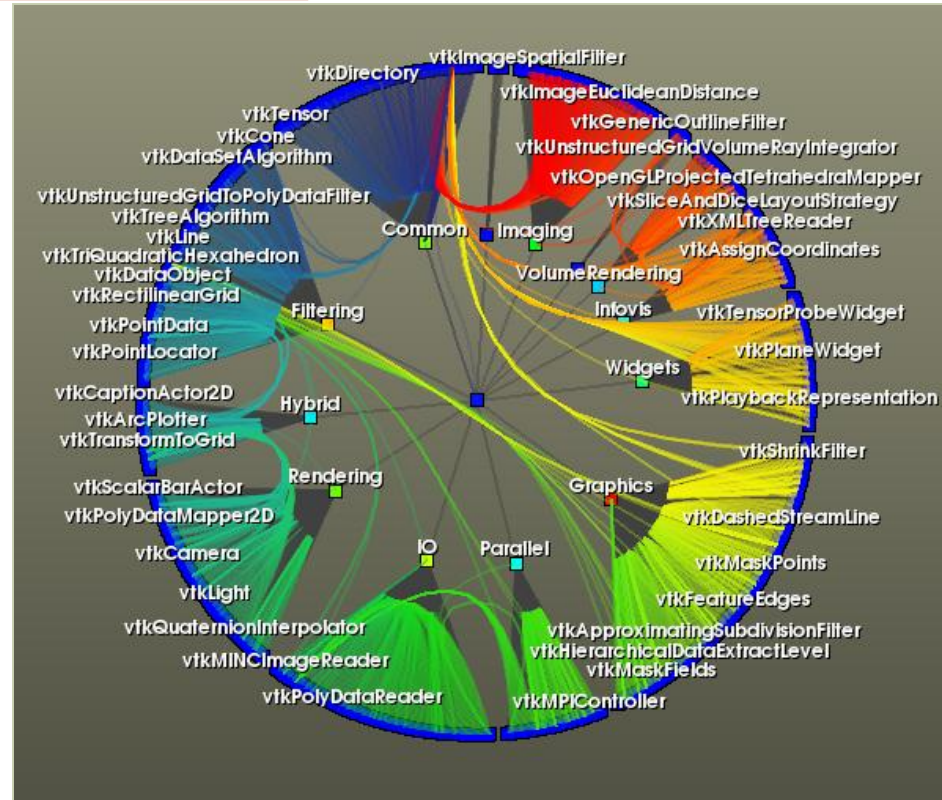 vtkImageSpatialFilter
vtkDirectory
vtkImageEuclideanDistance
vtkTensor
vtkGenericOutlineFilter
vtkCone
vtkUnstructuredGridVolumeRayIntegrator
vtkDataSetAlgorithm
vtkOpenGLProjectedTetrahedraMapper
vtkUnstructuredGridToPolyDataFilter
vtkSliceAndDiceLayoutStrategy
vtkTreeAlgorithm
vtkXMLTreeReader
Common
Imaging
vtkLine
vtkAssignCoordinates
vtkTriQuadraticHexahedron
vtkDataObject
VolumeRendering
vtkRectilinearGrid
Filtering
Infovis
vtkTensorProbeWidget
vtkPointData
vtkPointLocator
vtkPlaneWidget
Widgets
vtkCaptionActor2D
Hybrid
vtkPlaybackRepresentation
vtkArcPlotter
vtkTransformToGrid
vtkShrinkFilter
Rendering
vtkScalarBarActor
Graphics
vtkPolyDataMapper2D
vtkDashedStreamLine
vtkCamera
IO
Parallel
vtkMaskPoints
vtkLight
vtkFeatureEdges
vtkQuaternionInterpolator
vtkApproximatingSubdivisionFilter
vtkHierarchicalDataExtractLevel
vtkMINCImageReader
vtkMaskFields
vtkPolyDataReader
vtkMPIController